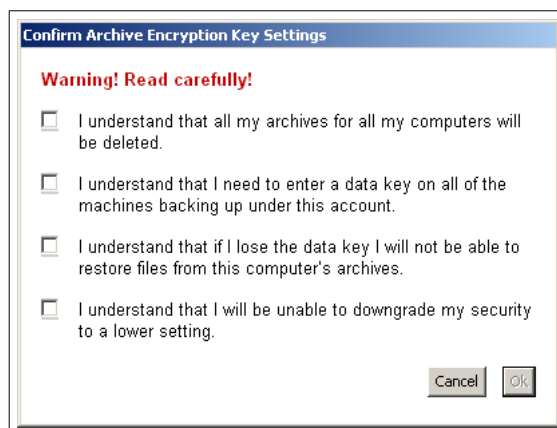 Confirm Archive Encryption Key Settings
Warning! Read carefully!
I understand that all my archives for all my computers will
be deleted.
I understand that I need to enter a data key on all of the
machines backing up under this account.
I understand that if I lose the data key I will not be able to
restore files from this computer's archives.
I understand that I will be unable to downgrade my security
to a lower setting.
Cancel Ok